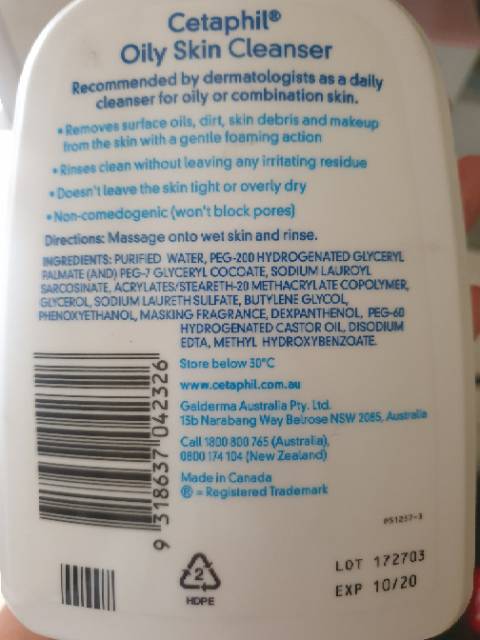 Cetaphil®
Oily Skin Cleanser
Recommended by dermatologists as a daily
cleanser for oily or combination skin.
• Removes surface oils, dirt, skin debris and makeup
from the skin with a gentle foaming action
• Rinses clean without leaving any irritating residue
• Doesn't leave the skin tight or overly dry
• Non-comedogenic (won't block pores)
Directions: Massage onto wet skin and rinse.
INGREDIENTS: PURIFIED WATER, PEG-200 HYDROGENATED GLYCERYL
PALMATE (AND) PEG-7 GLYCERYL COCOATE, SODIUM LAUROYL
SARCOSINATE, ACRYLATES/STEARETH-20 METHACRYLATE COPOLYMER,
GLYCEROL, SODIUM LAURETH SULFATE, BUTYLENE GLYCOL,
PHENOXYETHANOL, MASKING FRAGRANCE, DEXPANTHENOL, PEG-60
HYDROGENATED CASTOR OIL, DISODIUM
EDTA, METHYL HYDROXYBENZOATE.
Store below 30°C
www.cetaphil.com.au
Galderma Australia Pty. Ltd.
15b Narabang Way Belrose NSW 2085, Australia
Call 1800 800 765 (Australia),
0800 174 104 (New Zealand)
Made in Canada
® = Registered Trademark
9 318637 042326
P51257-3
2
HDPE
LOT 172703
EXP 10/20